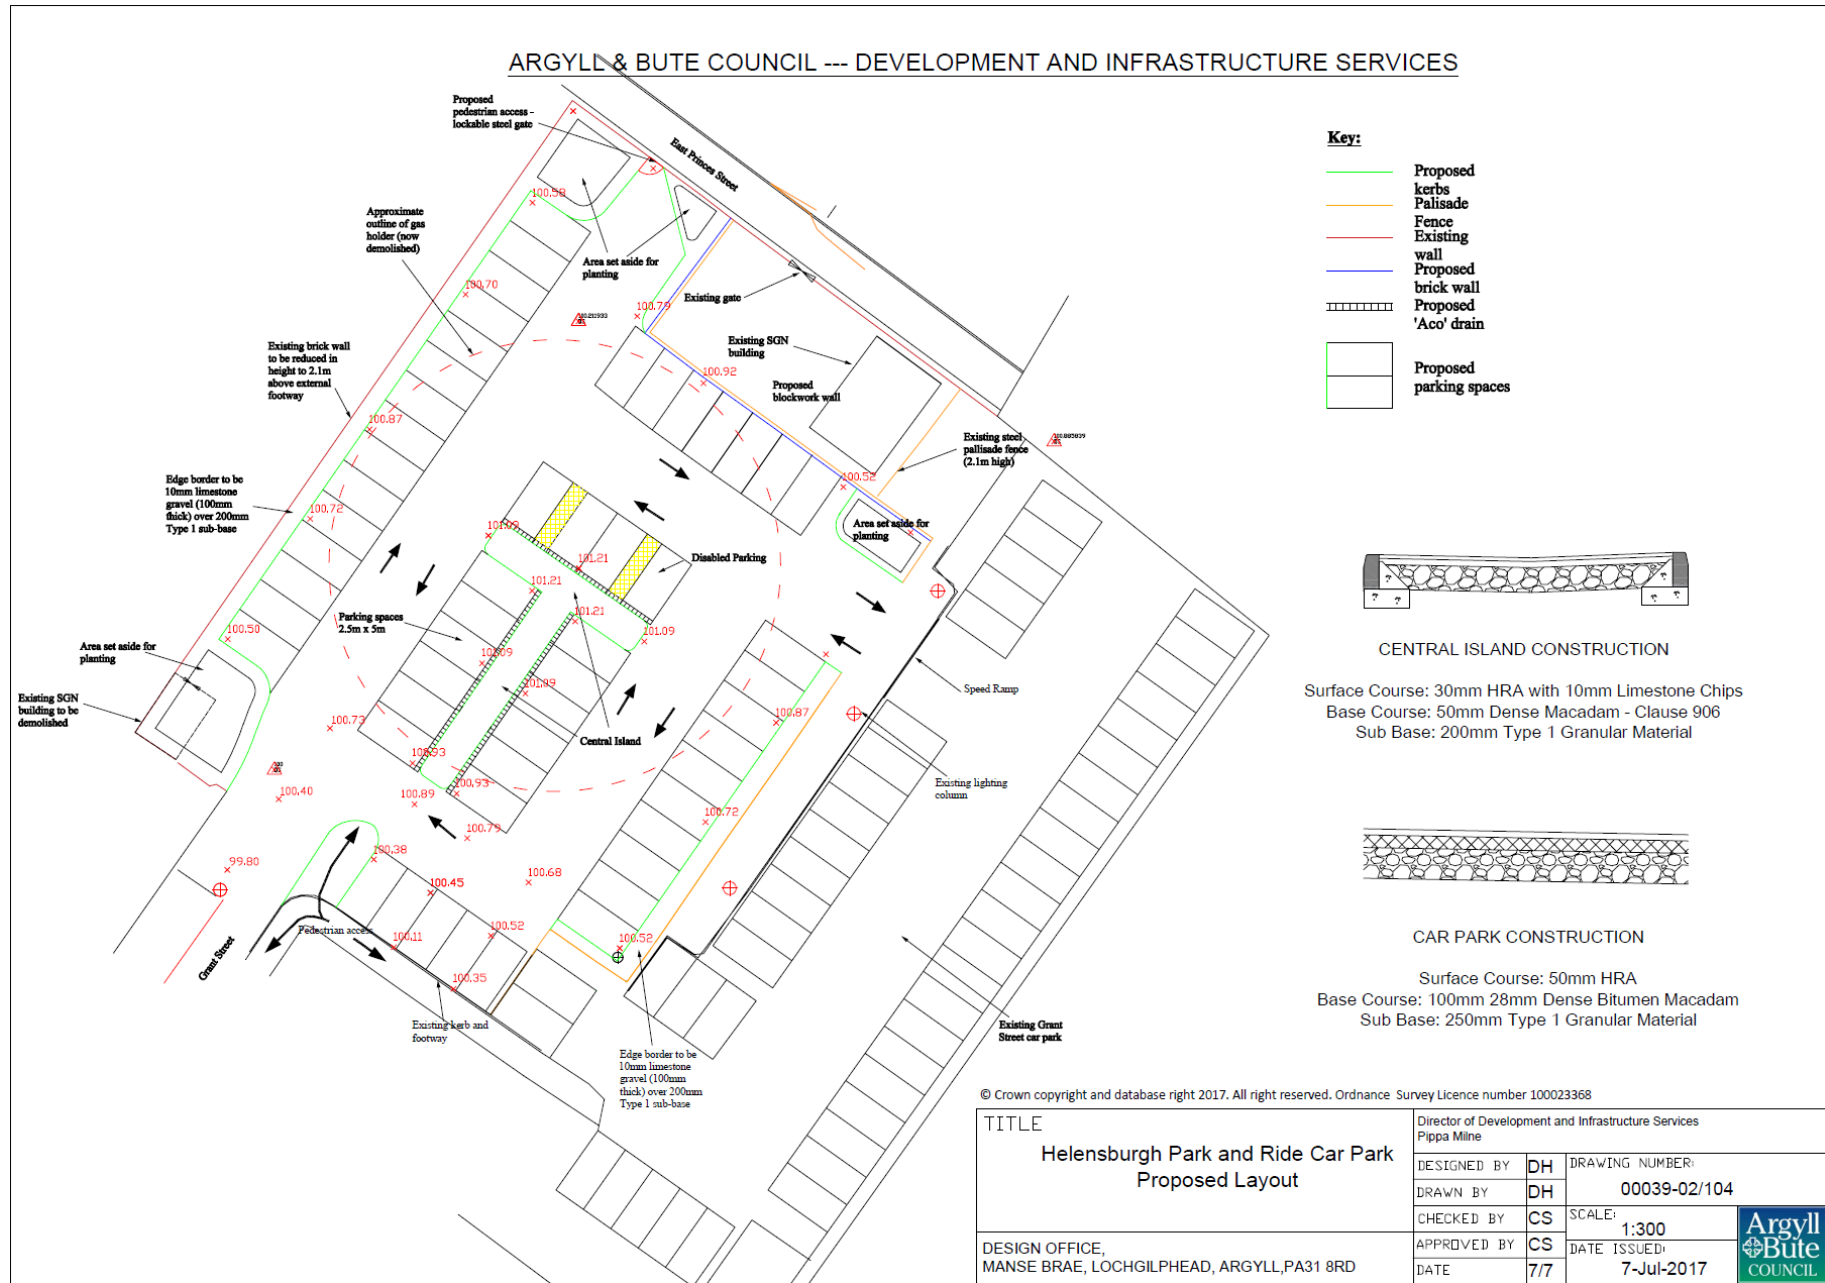 ARGYLL & BUTE COUNCIL --- DEVELOPMENT AND INFRASTRUCTURE SERVICES
Proposed
pedestrian access -
lockable steel gate
East Princes Street
Approximate
outline of gas
holder (now
demolished)
Area set aside for
planting
Existing gate
Existing brick wall
to be reduced in
height to 2.1m
above external
footway
Existing SGN
building
Proposed
blockwork wall
Existing steel
pallisade fence
(2.1m high)
Edge border to be
10mm limestone
gravel (100mm
thick) over 200mm
Type 1 sub-base
Area set aside for
planting
Disabled Parking
Parking spaces
2.5m x 5m
Area set aside for
planting
Existing SGN
building to be
demolished
Speed Ramp
Central Island
Existing lighting
column
Pedestrian access
Grant Street
Existing kerb and
footway
Edge border to be
10mm limestone
gravel (100mm
thick) over 200mm
Type 1 sub-base
Existing Grant
Street car park
100.58
100.70
100.79
100.92
100.87
100.52
100.72
101.09
101.21
101.21
101.21
101.09
100.50
101.09
101.09
100.87
100.73
100.93
100.93
100.40
100.89
100.79
100.72
100.38
99.80
100.45
100.68
100.52
100.52
100.11
100.35
Key:
Proposed
kerbs
Palisade
Fence
Existing
wall
Proposed
brick wall
Proposed
'Aco' drain
Proposed
parking spaces
CENTRAL ISLAND CONSTRUCTION
Surface Course: 30mm HRA with 10mm Limestone Chips
Base Course: 50mm Dense Macadam - Clause 906
Sub Base: 200mm Type 1 Granular Material
CAR PARK CONSTRUCTION
Surface Course: 50mm HRA
Base Course: 100mm 28mm Dense Bitumen Macadam
Sub Base: 250mm Type 1 Granular Material
© Crown copyright and database right 2017. All right reserved. Ordnance Survey Licence number 100023368
TITLE
Helensburgh Park and Ride Car Park
Proposed Layout
DESIGN OFFICE,
MANSE BRAE, LOCHGILPHEAD, ARGYLL,PA31 8RD
Director of Development and Infrastructure Services
Pippa Milne
DESIGNED BY DH
DRAWN BY DH
CHECKED BY CS
APPROVED BY CS
DATE 7/7
DRAWING NUMBER:
00039-02/104
SCALE:
1:300
DATE ISSUED:
7-Jul-2017
Argyll
Bute
COUNCIL